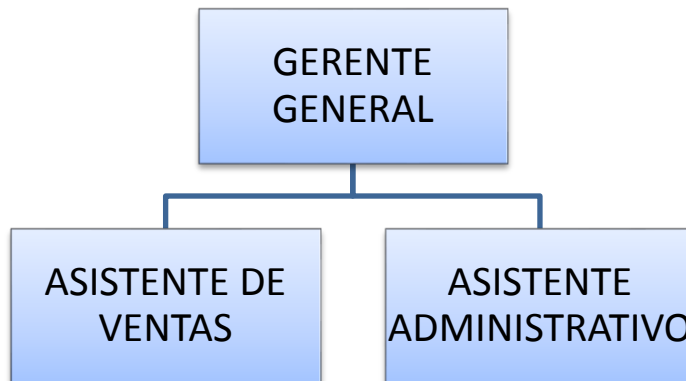 GERENTE
GENERAL
ASISTENTE DE
VENTAS
ASISTENTE
ADMINISTRATIVO